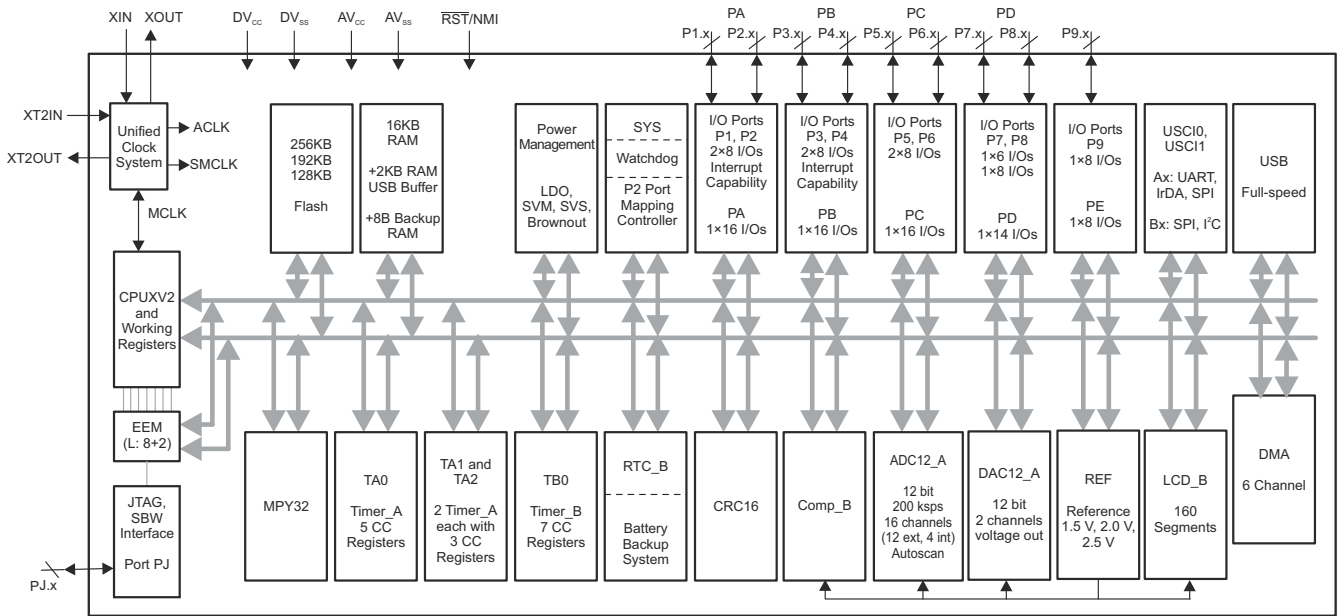 XIN XOUT DVCC DVSS AVCC AVSS RST/NMI PA PB PC PD
P1.x P2.x P3.x P4.x P5.x P6.x P7.x P8.x P9.x
XT2IN
XT2OUT
Unified
Clock
System
ACLK
SMCLK
MCLK
256KB
192KB
128KB
Flash
16KB
RAM
+2KB RAM
USB Buffer
+8B Backup
RAM
Power
Management
LDO,
SVM, SVS,
Brownout
SYS
Watchdog
P2 Port
Mapping
Controller
I/O Ports
P1, P2
2×8 I/Os
Interrupt
Capability
PA
1×16 I/Os
I/O Ports
P3, P4
2×8 I/Os
Interrupt
Capability
PB
1×16 I/Os
I/O Ports
P5, P6
2×8 I/Os
PC
1×16 I/Os
I/O Ports
P7, P8
1×6 I/Os
1×8 I/Os
PD
1×14 I/Os
I/O Ports
P9
1×8 I/Os
PE
1×8 I/Os
USCI0,
USCI1
Ax: UART,
IrDA, SPI
Bx: SPI, I²C
USB
Full-speed
CPUXV2
and
Working
Registers
EEM
(L: 8+2)
JTAG,
SBW
Interface
Port PJ
PJ.x
MPY32
TA0
Timer_A
5 CC
Registers
TA1 and
TA2
2 Timer_A
each with
3 CC
Registers
TB0
Timer_B
7 CC
Registers
RTC_B
Battery
Backup
System
CRC16
Comp_B
ADC12_A
12 bit
200 ksps
16 channels
(12 ext, 4 int)
Autoscan
DAC12_A
12 bit
2 channels
voltage out
REF
Reference
1.5 V, 2.0 V,
2.5 V
LCD_B
160
Segments
DMA
6 Channel